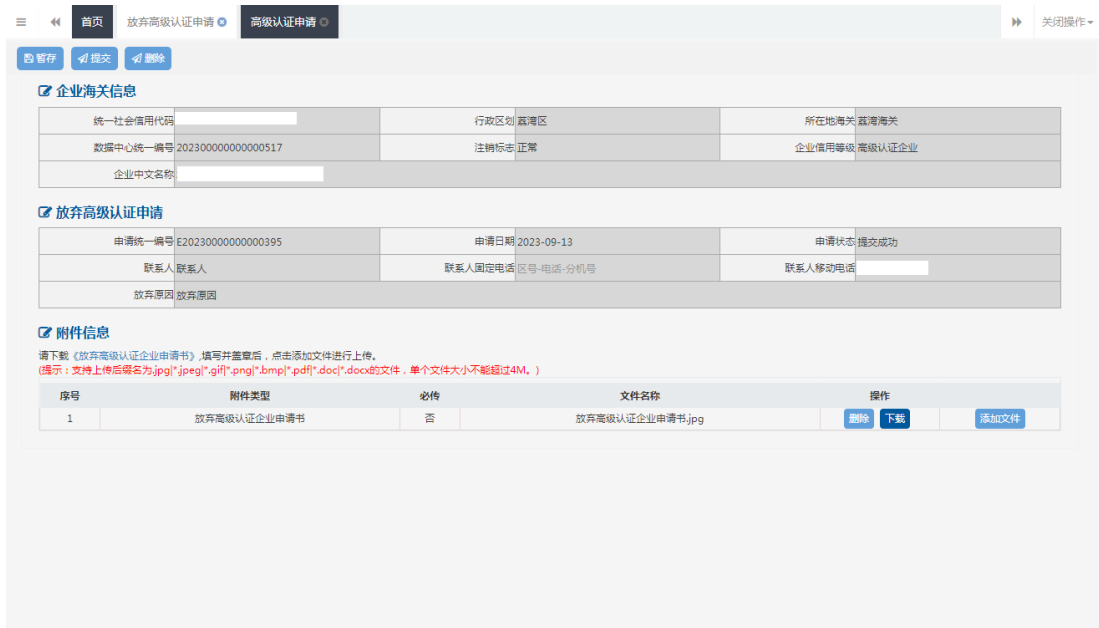 首页 放弃高级认证申请 高级认证申请 关闭操作
暂存 提交 删除
企业海关信息
统一社会信用代码 行政区划 荔湾区 所在地海关 荔湾海关
数据中心统一编号 202300000000000517 注销标志 正常 企业信用等级 高级认证企业
企业中文名称
放弃高级认证申请
申请统一编号 E20230000000000395 申请日期 2023-09-13 申请状态 提交成功
联系人 联系人 联系人固定电话 区号-电话-分机号 联系人移动电话
放弃原因 放弃原因
附件信息
请下载《放弃高级认证企业申请书》,填写并盖章后，点击添加文件进行上传。
(提示：支持上传后缀名为.jpg|*.jpeg|*.gif|*.png|*.bmp|*.pdf|*.doc|*.docx的文件，单个文件大小不能超过4M。)
序号 附件类型 必传 文件名称 操作
1 放弃高级认证企业申请书 否 放弃高级认证企业申请书.jpg 删除 下载 添加文件